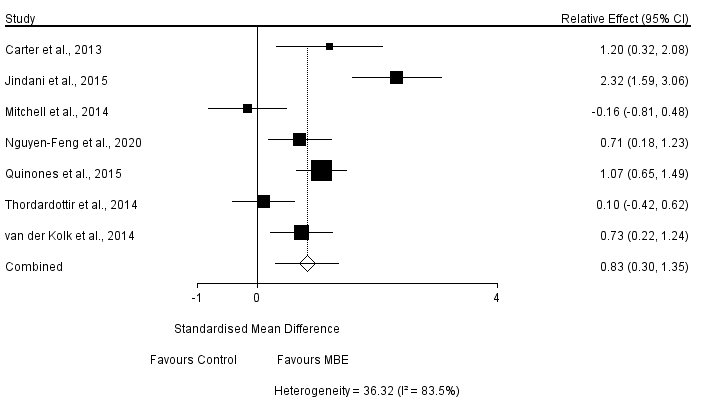 Study Relative Effect (95% CI)
Carter et al., 2013 1.20 (0.32, 2.08)
Jindani et al., 2015 2.32 (1.59, 3.06)
Mitchell et al., 2014 -0.16 (-0.81, 0.48)
Nguyen-Feng et al., 2020 0.71 (0.18, 1.23)
Quinones et al., 2015 1.07 (0.65, 1.49)
Thordardottir et al., 2014 0.10 (-0.42, 0.62)
van der Kolk et al., 2014 0.73 (0.22, 1.24)
Combined 0.83 (0.30, 1.35)
-1 0 4
Standardised Mean Difference
Favours Control Favours MBE
Heterogeneity = 36.32 (I² = 83.5%)